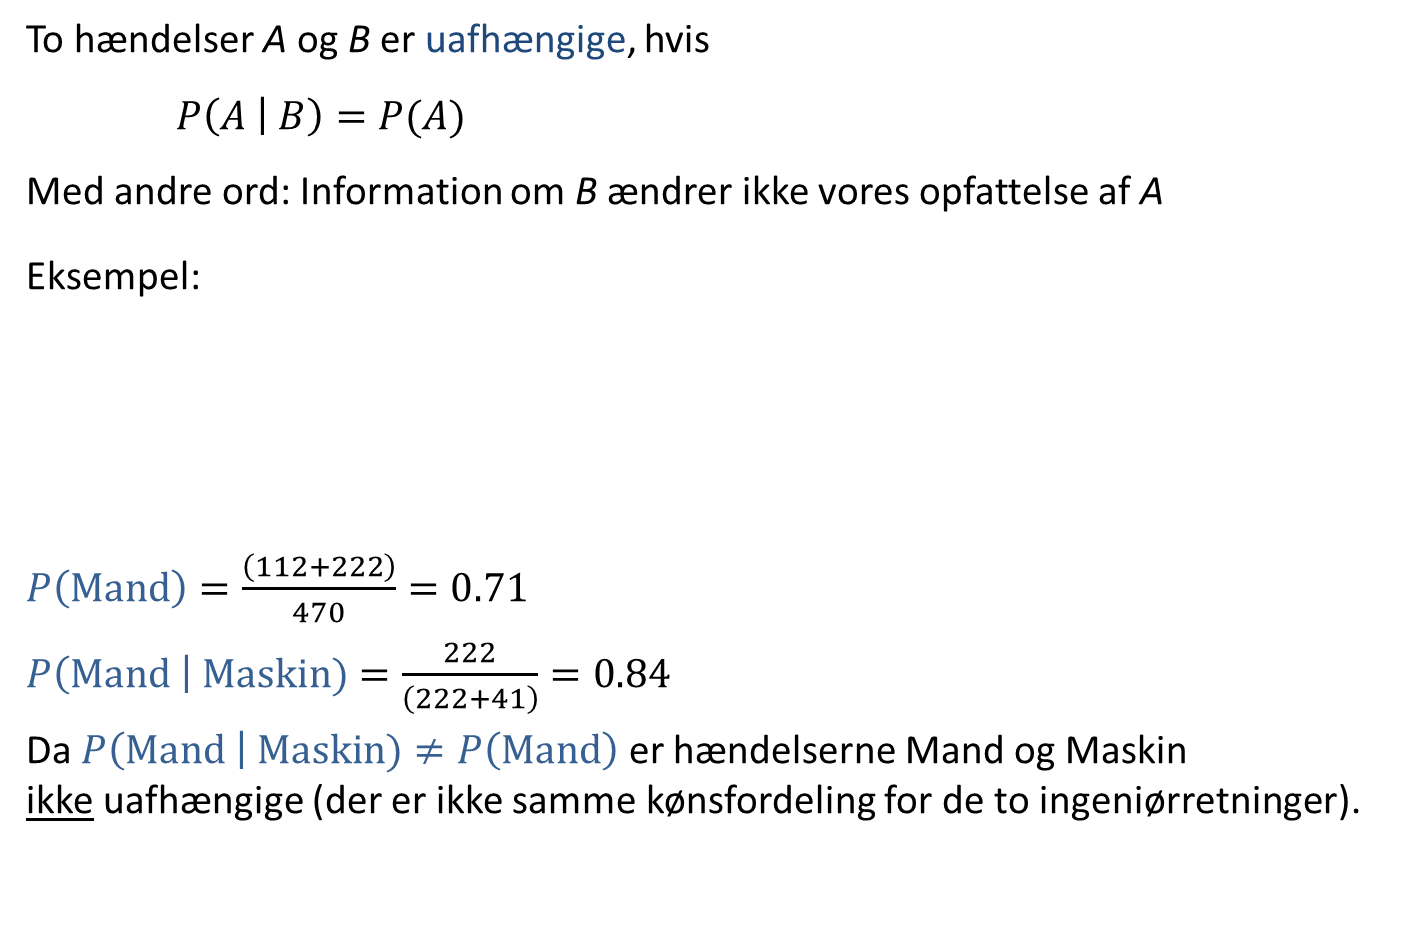 To hændelser A og B er uafhængige, hvis
P(A | B) = P(A)
Med andre ord: Information om B ændrer ikke vores opfattelse af A
Eksempel:
P(Mand) = (112+222)/470 = 0.71
P(Mand | Maskin) = 222/(222+41) = 0.84
Da P(Mand | Maskin) ≠ P(Mand) er hændelserne Mand og Maskin
ikke uafhængige (der er ikke samme kønsfordeling for de to ingeniørretninger).